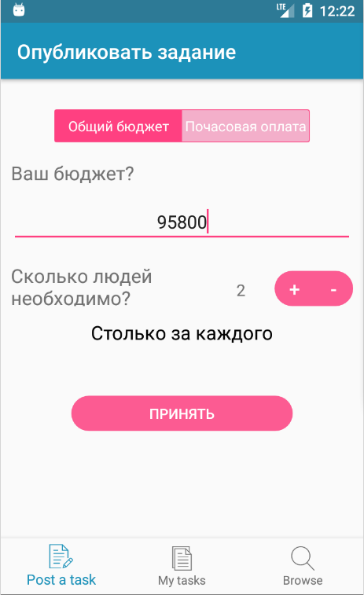 LTE 12:22
Опубликовать задание
Общий бюджет Почасовая оплата
Ваш бюджет?
95800
Сколько людей
необходимо?
2 + -
Столько за каждого
ПРИНЯТЬ
Post a task My tasks Browse